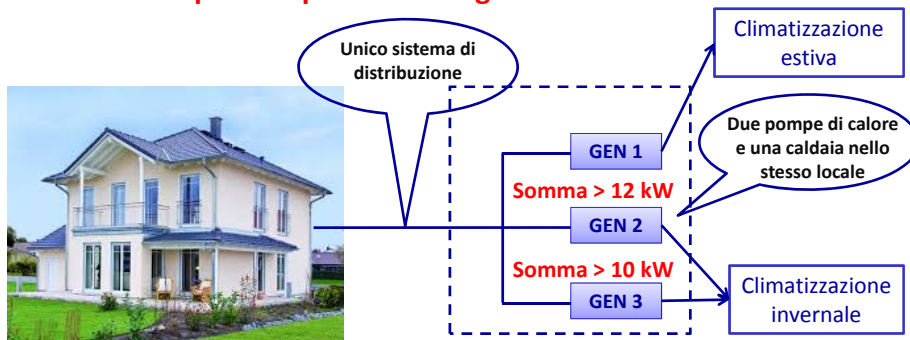 Unico sistema di
distribuzione
Climatizzazione
estiva
GEN 1
Due pompe di calore
e una caldaia nello
stesso locale
Somma > 12 kW
GEN 2
Somma > 10 kW
GEN 3
Climatizzazione
invernale